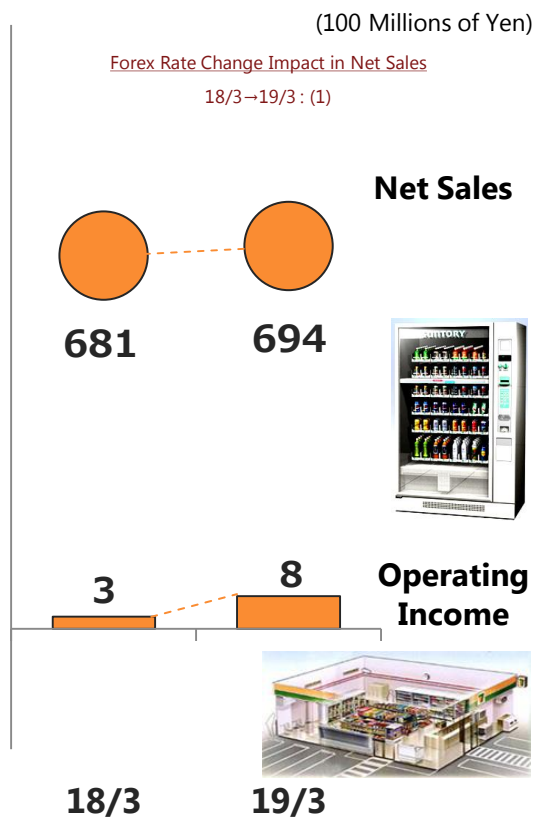 (100 Millions of Yen)
Forex Rate Change Impact in Net Sales
18/3→19/3 : (1)
Net Sales
681
694
SUNTORY
3
8
Operating
Income
18/3
19/3